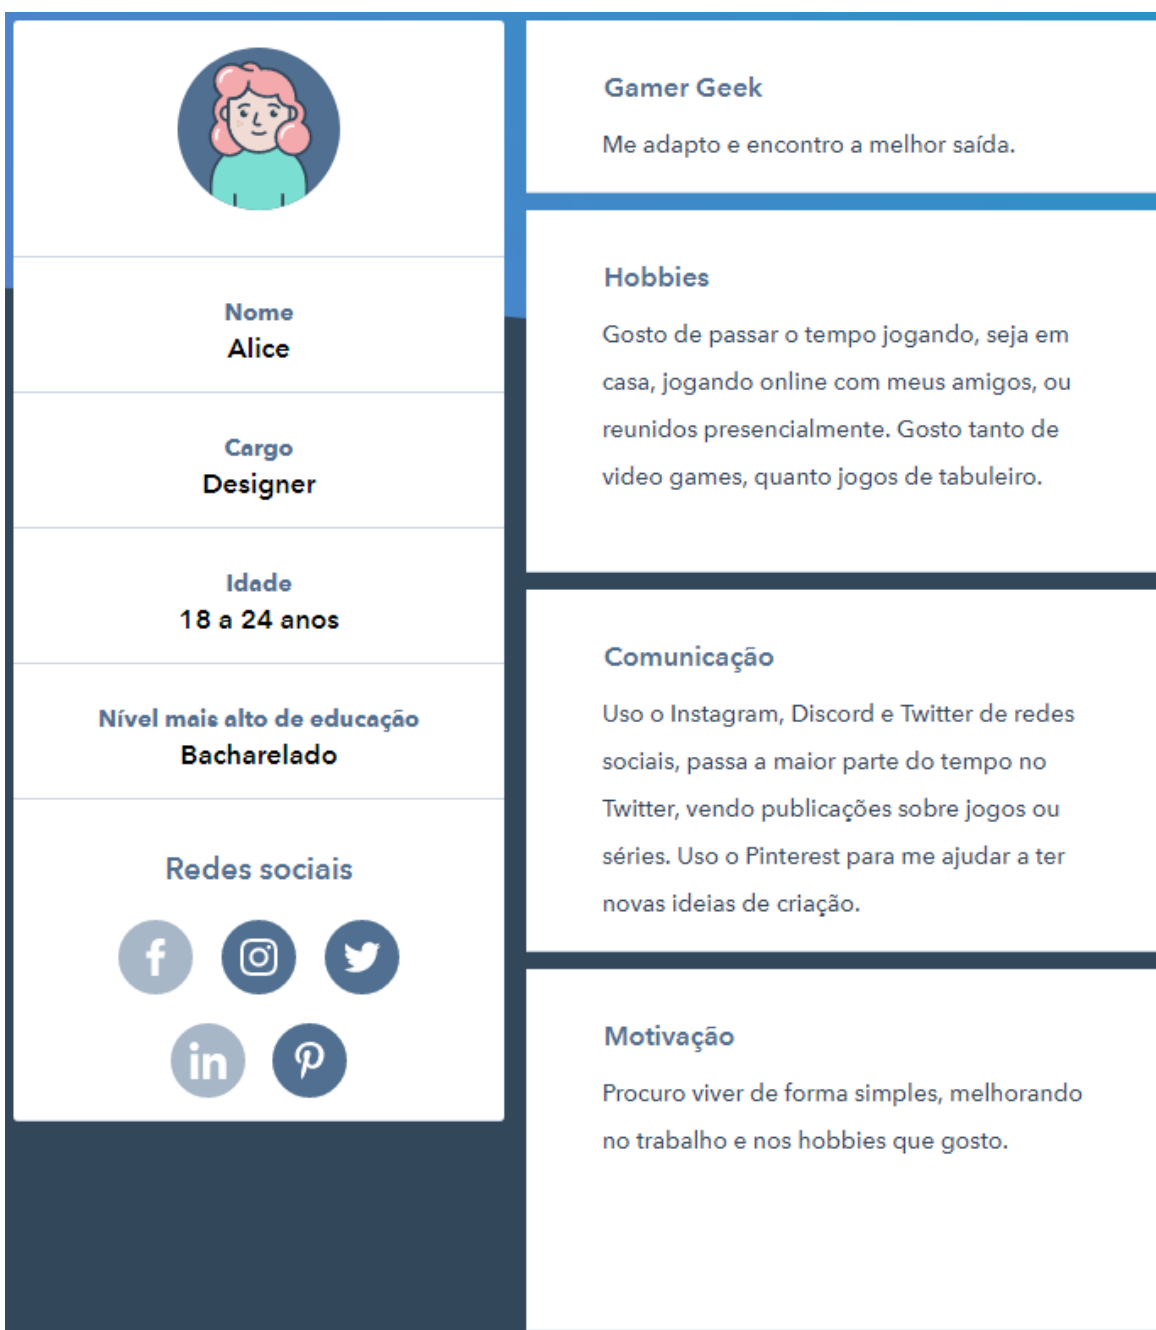 Nome
Alice
Cargo
Designer
Idade
18 a 24 anos
Nível mais alto de educação
Bacharelado
Redes sociais
f
in
Gamer Geek
Me adapto e encontro a melhor saída.
Hobbies
Gosto de passar o tempo jogando, seja em
casa, jogando online com meus amigos, ou
reunidos presencialmente. Gosto tanto de
video games, quanto jogos de tabuleiro.
Comunicação
Uso o Instagram, Discord e Twitter de redes
sociais, passa a maior parte do tempo no
Twitter, vendo publicações sobre jogos ou
séries. Uso o Pinterest para me ajudar a ter
novas ideias de criação.
Motivação
Procuro viver de forma simples, melhorando
no trabalho e nos hobbies que gosto.